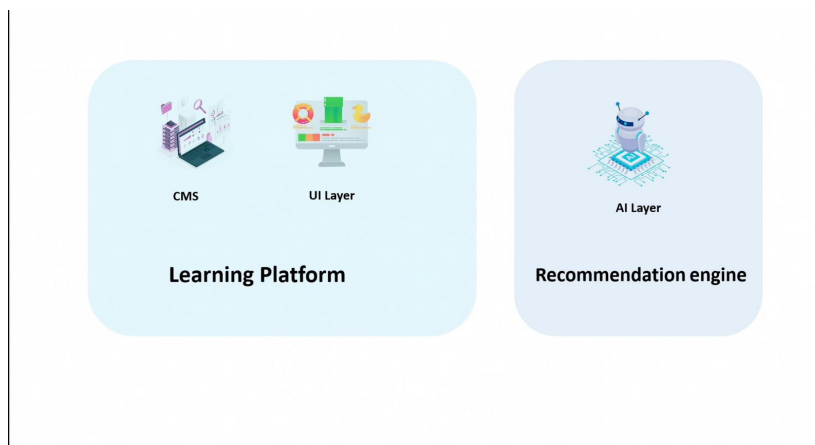 CMS
UI Layer
Learning Platform
AI Layer
Recommendation engine